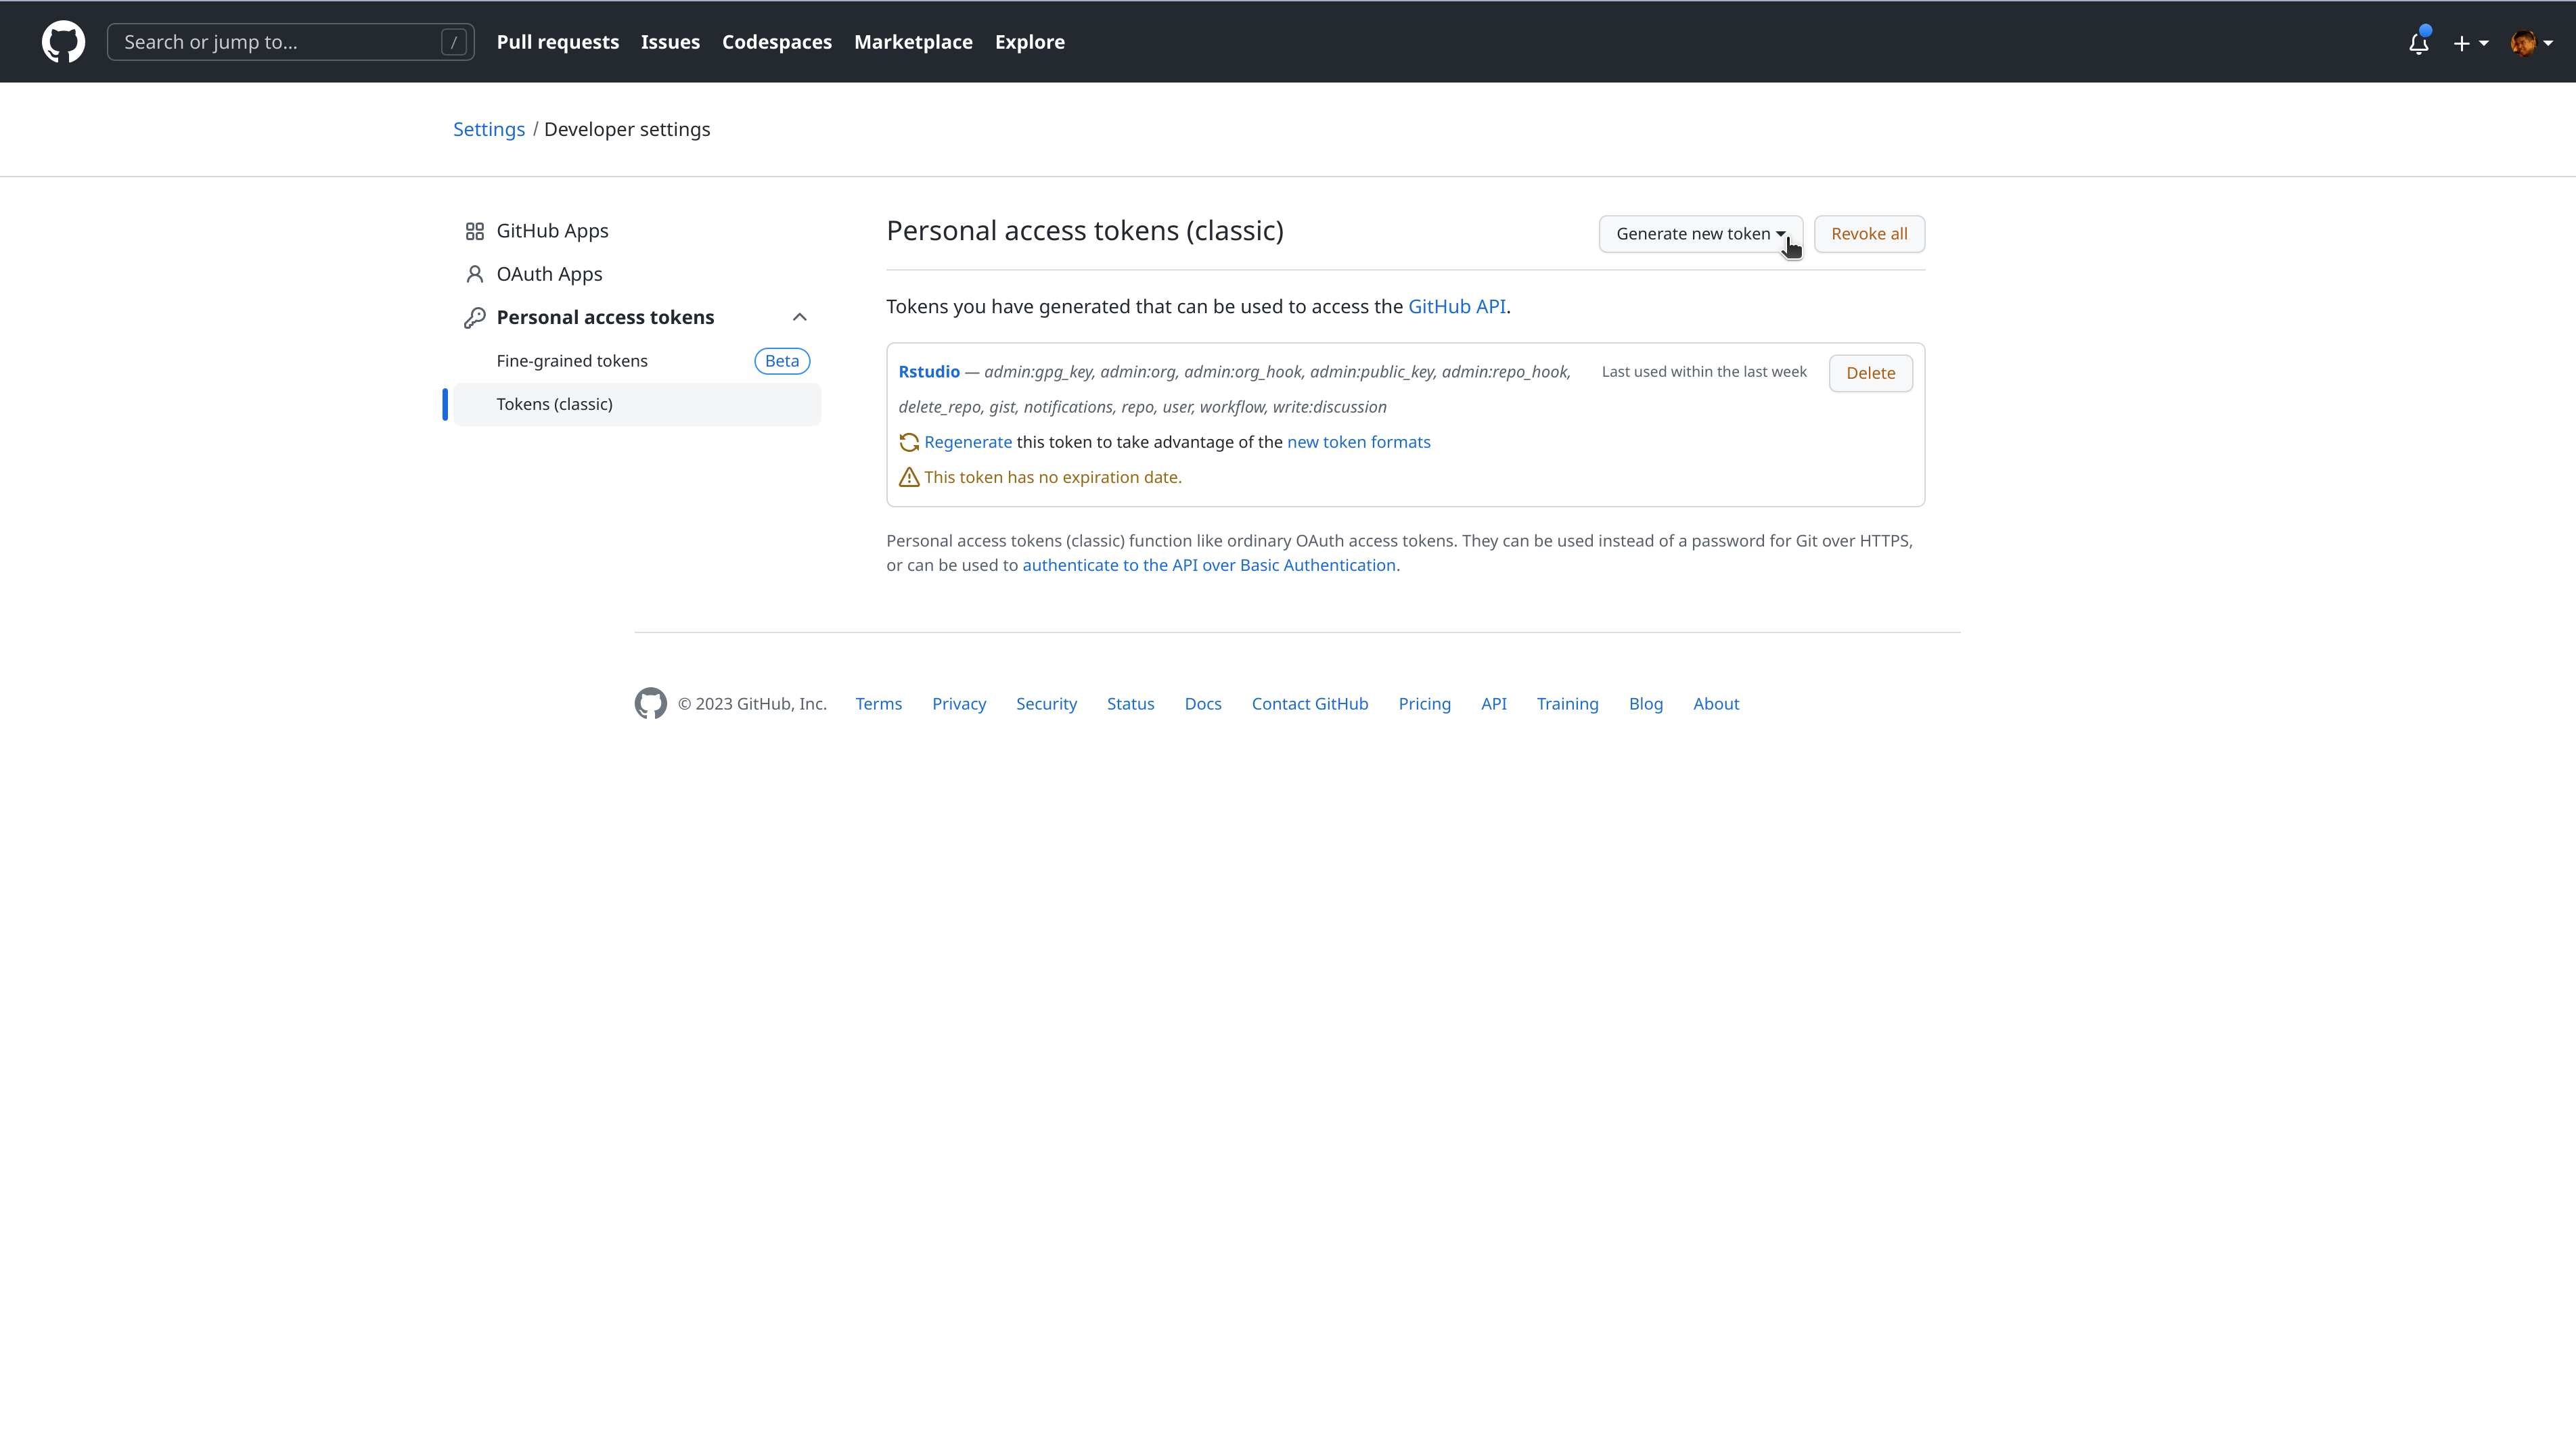 Search or jump to... /
Pull requests Issues Codespaces Marketplace Explore
Settings / Developer settings
GitHub Apps
OAuth Apps
Personal access tokens
Fine-grained tokens Beta
Tokens (classic)
Personal access tokens (classic)
Generate new token Revoke all
Tokens you have generated that can be used to access the GitHub API.
Rstudio — admin:gpg_key, admin:org, admin:org_hook, admin:public_key, admin:repo_hook, Last used within the last week Delete
delete_repo, gist, notifications, repo, user, workflow, write:discussion
Regenerate this token to take advantage of the new token formats
This token has no expiration date.
Personal access tokens (classic) function like ordinary OAuth access tokens. They can be used instead of a password for Git over HTTPS,
or can be used to authenticate to the API over Basic Authentication.
© 2023 GitHub, Inc. Terms Privacy Security Status Docs Contact GitHub Pricing API Training Blog About